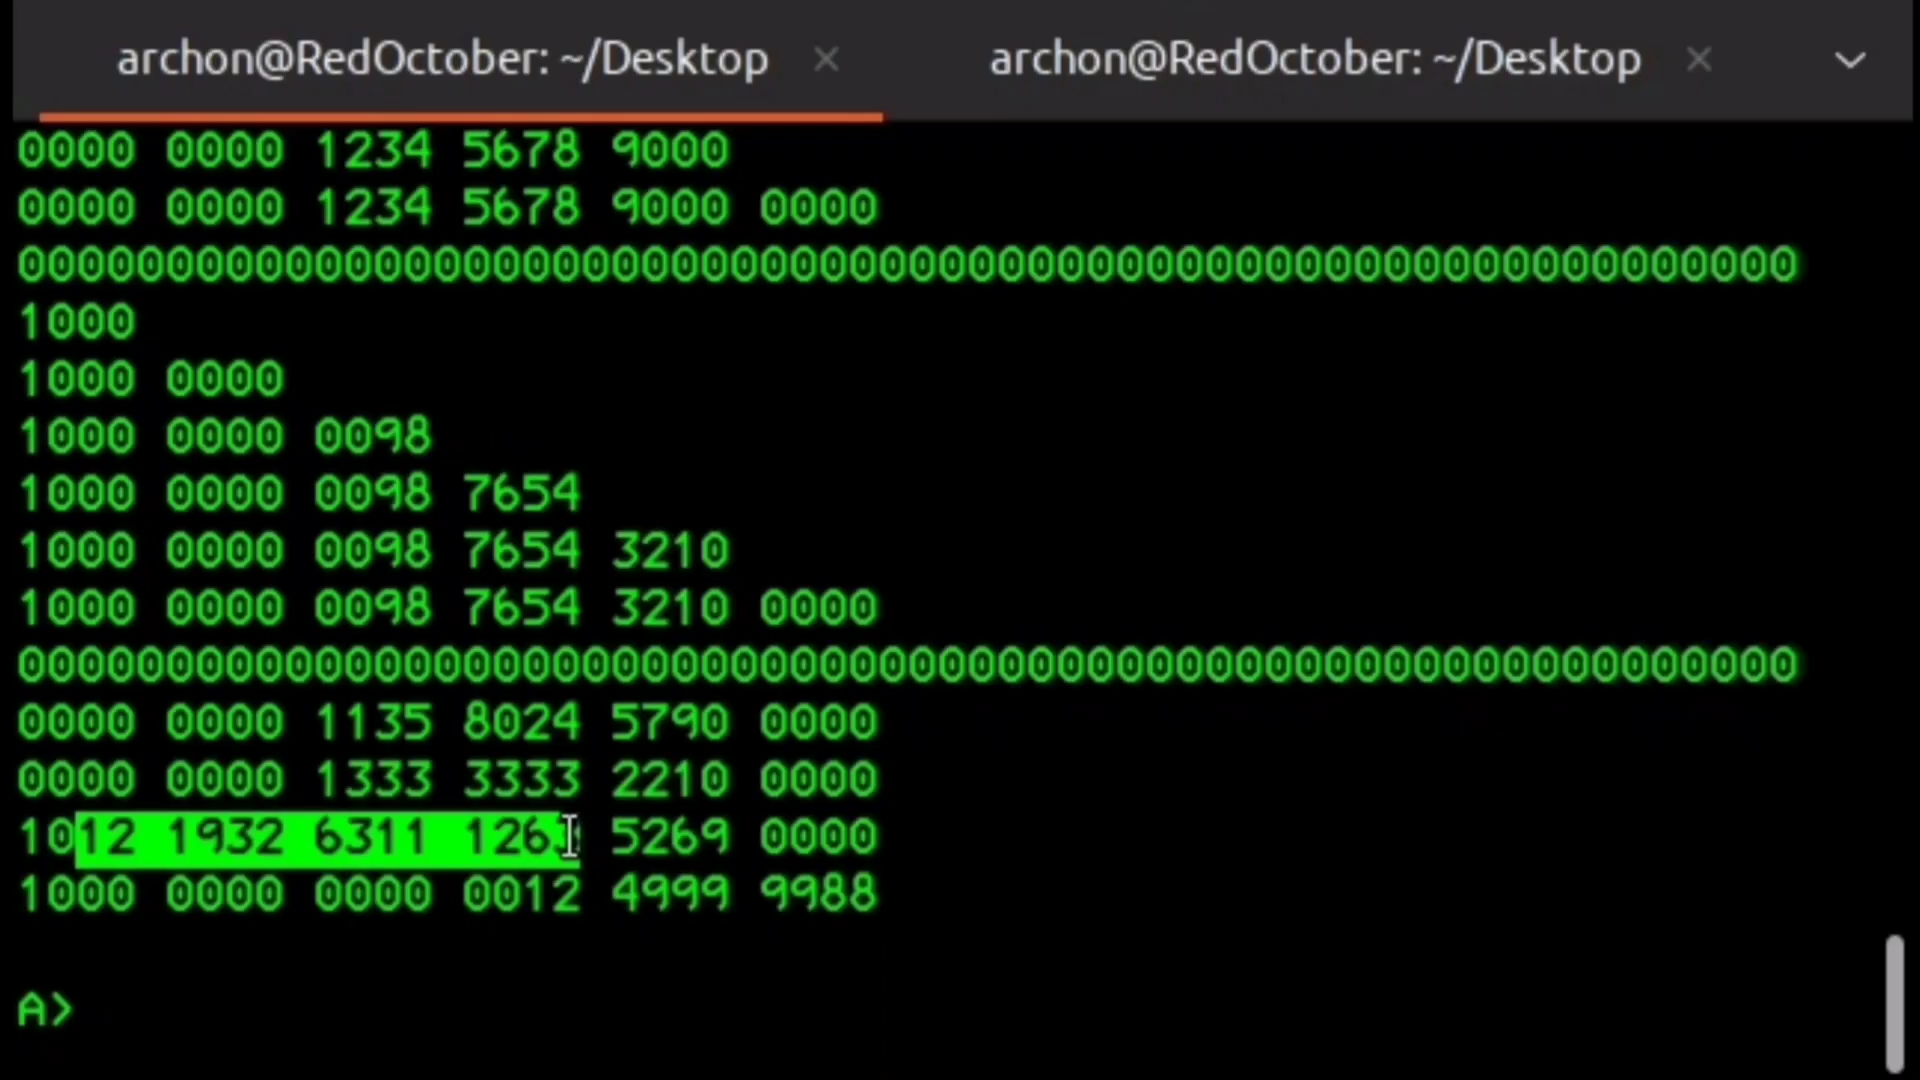 archon@RedOctober: ~/Desktop
archon@RedOctober: ~/Desktop
0000 0000 1234 5678 9000
0000 0000 1234 5678 9000 0000
000000000000000000000000000000000000000000000000000000000000
1000
1000 0000
1000 0000 0098
1000 0000 0098 7654
1000 0000 0098 7654 3210
1000 0000 0098 7654 3210 0000
000000000000000000000000000000000000000000000000000000000000
0000 0000 1135 8024 5790 0000
0000 0000 1333 3333 2210 0000
1012 1932 6311 1263 5269 0000
1000 0000 0000 0012 4999 9988
A>